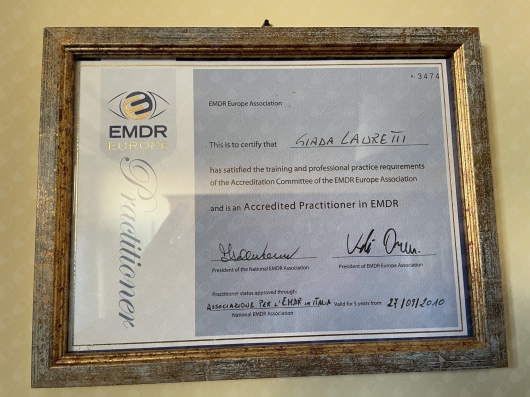 • 3474
EMDR
EUROPE
Practitioner
EMDR Europe Association
This is to certify that GIADA LAURETTI
has satisfied the training and professional practice requirements
of the Accreditation Committee of the EMDR Europe Association
and is an Accredited Practitioner in EMDR
President of the National EMDR Association
President of EMDR Europe Association
Practitioner status approved through:
ASSOCIAZIONE PER L'EMDR IN ITALIA Valid for 5 years from: 27/09/2010
National EMDR Association